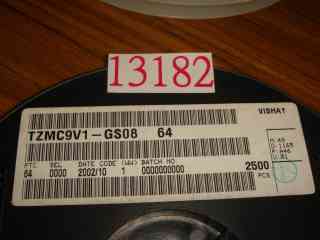 13182
VISHAY
TZMC9V1-GS08 64
PTC SEL DATE CODE (WW) BATCH NO
64 0000 2002/10 1 0000000000
2500
PCS